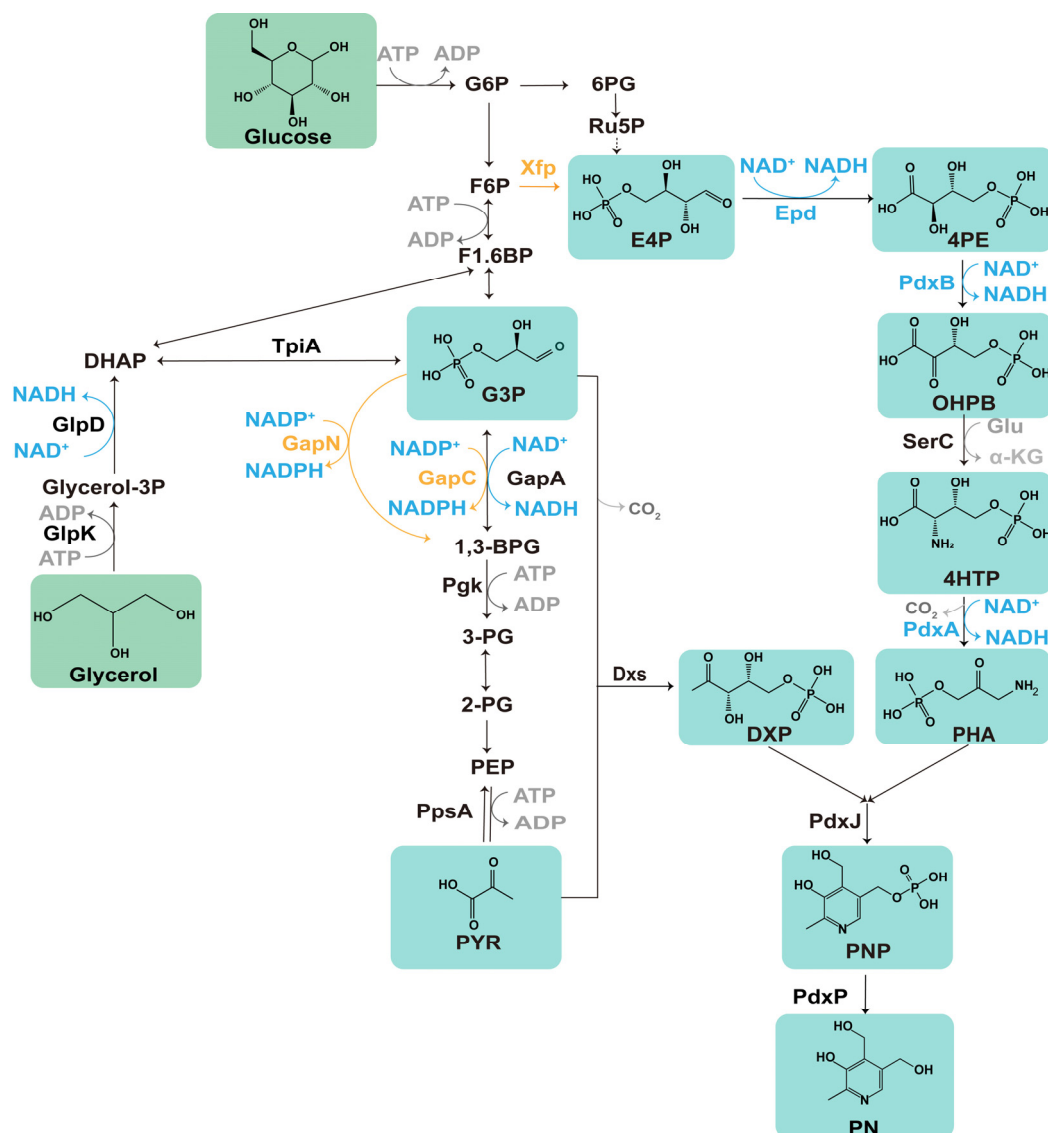 OH
HO
O
OH
HO
OH
OH
Glucose
ATP
ADP
G6P
6PG
Ru5P
F6P
Xfp
ATP
ADP
F1.6BP
OH
O
HO
P
HO
O
O
OH
E4P
NAD⁺
NADH
Epd
O
OH
O
OH
P
HO
OH
O
OH
4PE
PdxB
NAD⁺
NADH
O
OH
O
OH
P
HO
O
O
OH
OHPB
SerC
Glu
α-KG
O
OH
O
OH
P
HO
NH₂
O
OH
4HTP
CO₂
NAD⁺
PdxA
NADH
HO
O
O
NH₂
P
HO
O
PHA
DHAP
TpiA
OH
HO
O
P
O
HO
O
G3P
NADH
GlpD
NAD⁺
Glycerol-3P
ADP
GlpK
ATP
HO
OH
OH
Glycerol
NADP⁺
GapN
NADPH
NADP⁺
NAD⁺
GapC
GapA
NADPH
NADH
CO₂
1,3-BPG
Pgk
ATP
ADP
3-PG
2-PG
PEP
PpsA
ATP
ADP
O
HO
O
PYR
Dxs
O
OH
O
OH
P
OH
O
OH
DXP
PdxJ
HO
O
HO
OH
P
O
OH
N
PNP
PdxP
HO
HO
OH
N
PN